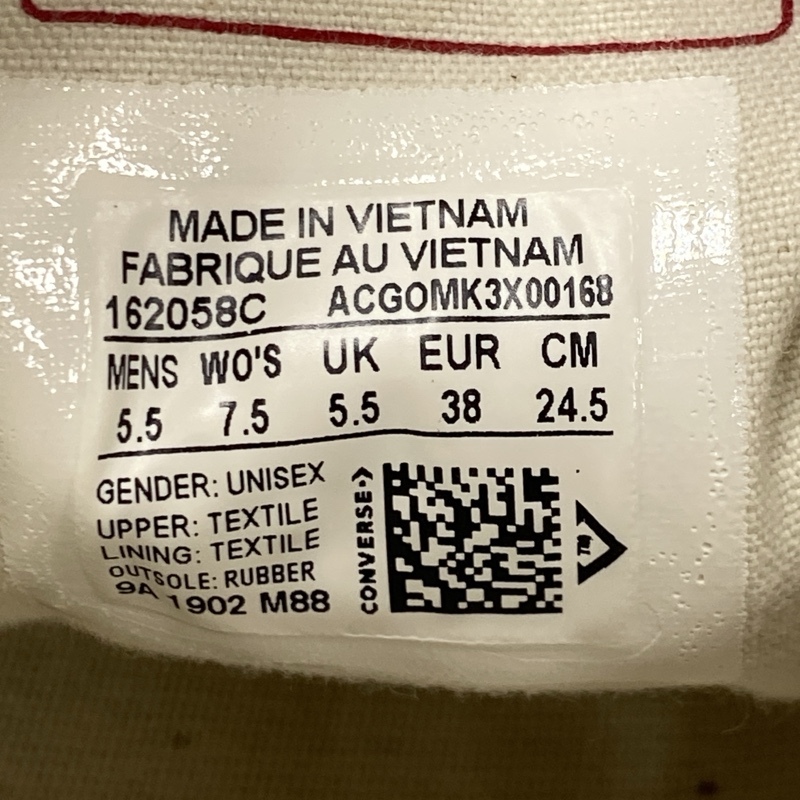 MADE IN VIETNAM
FABRIQUE AU VIETNAM
162058C ACGOMK3X00168
MENS WO'S UK EUR CM
5.5 7.5 5.5 38 24.5
GENDER: UNISEX
UPPER: TEXTILE
LINING: TEXTILE
OUTSOLE: RUBBER
9A 1902 M88
CONVERSE
TM